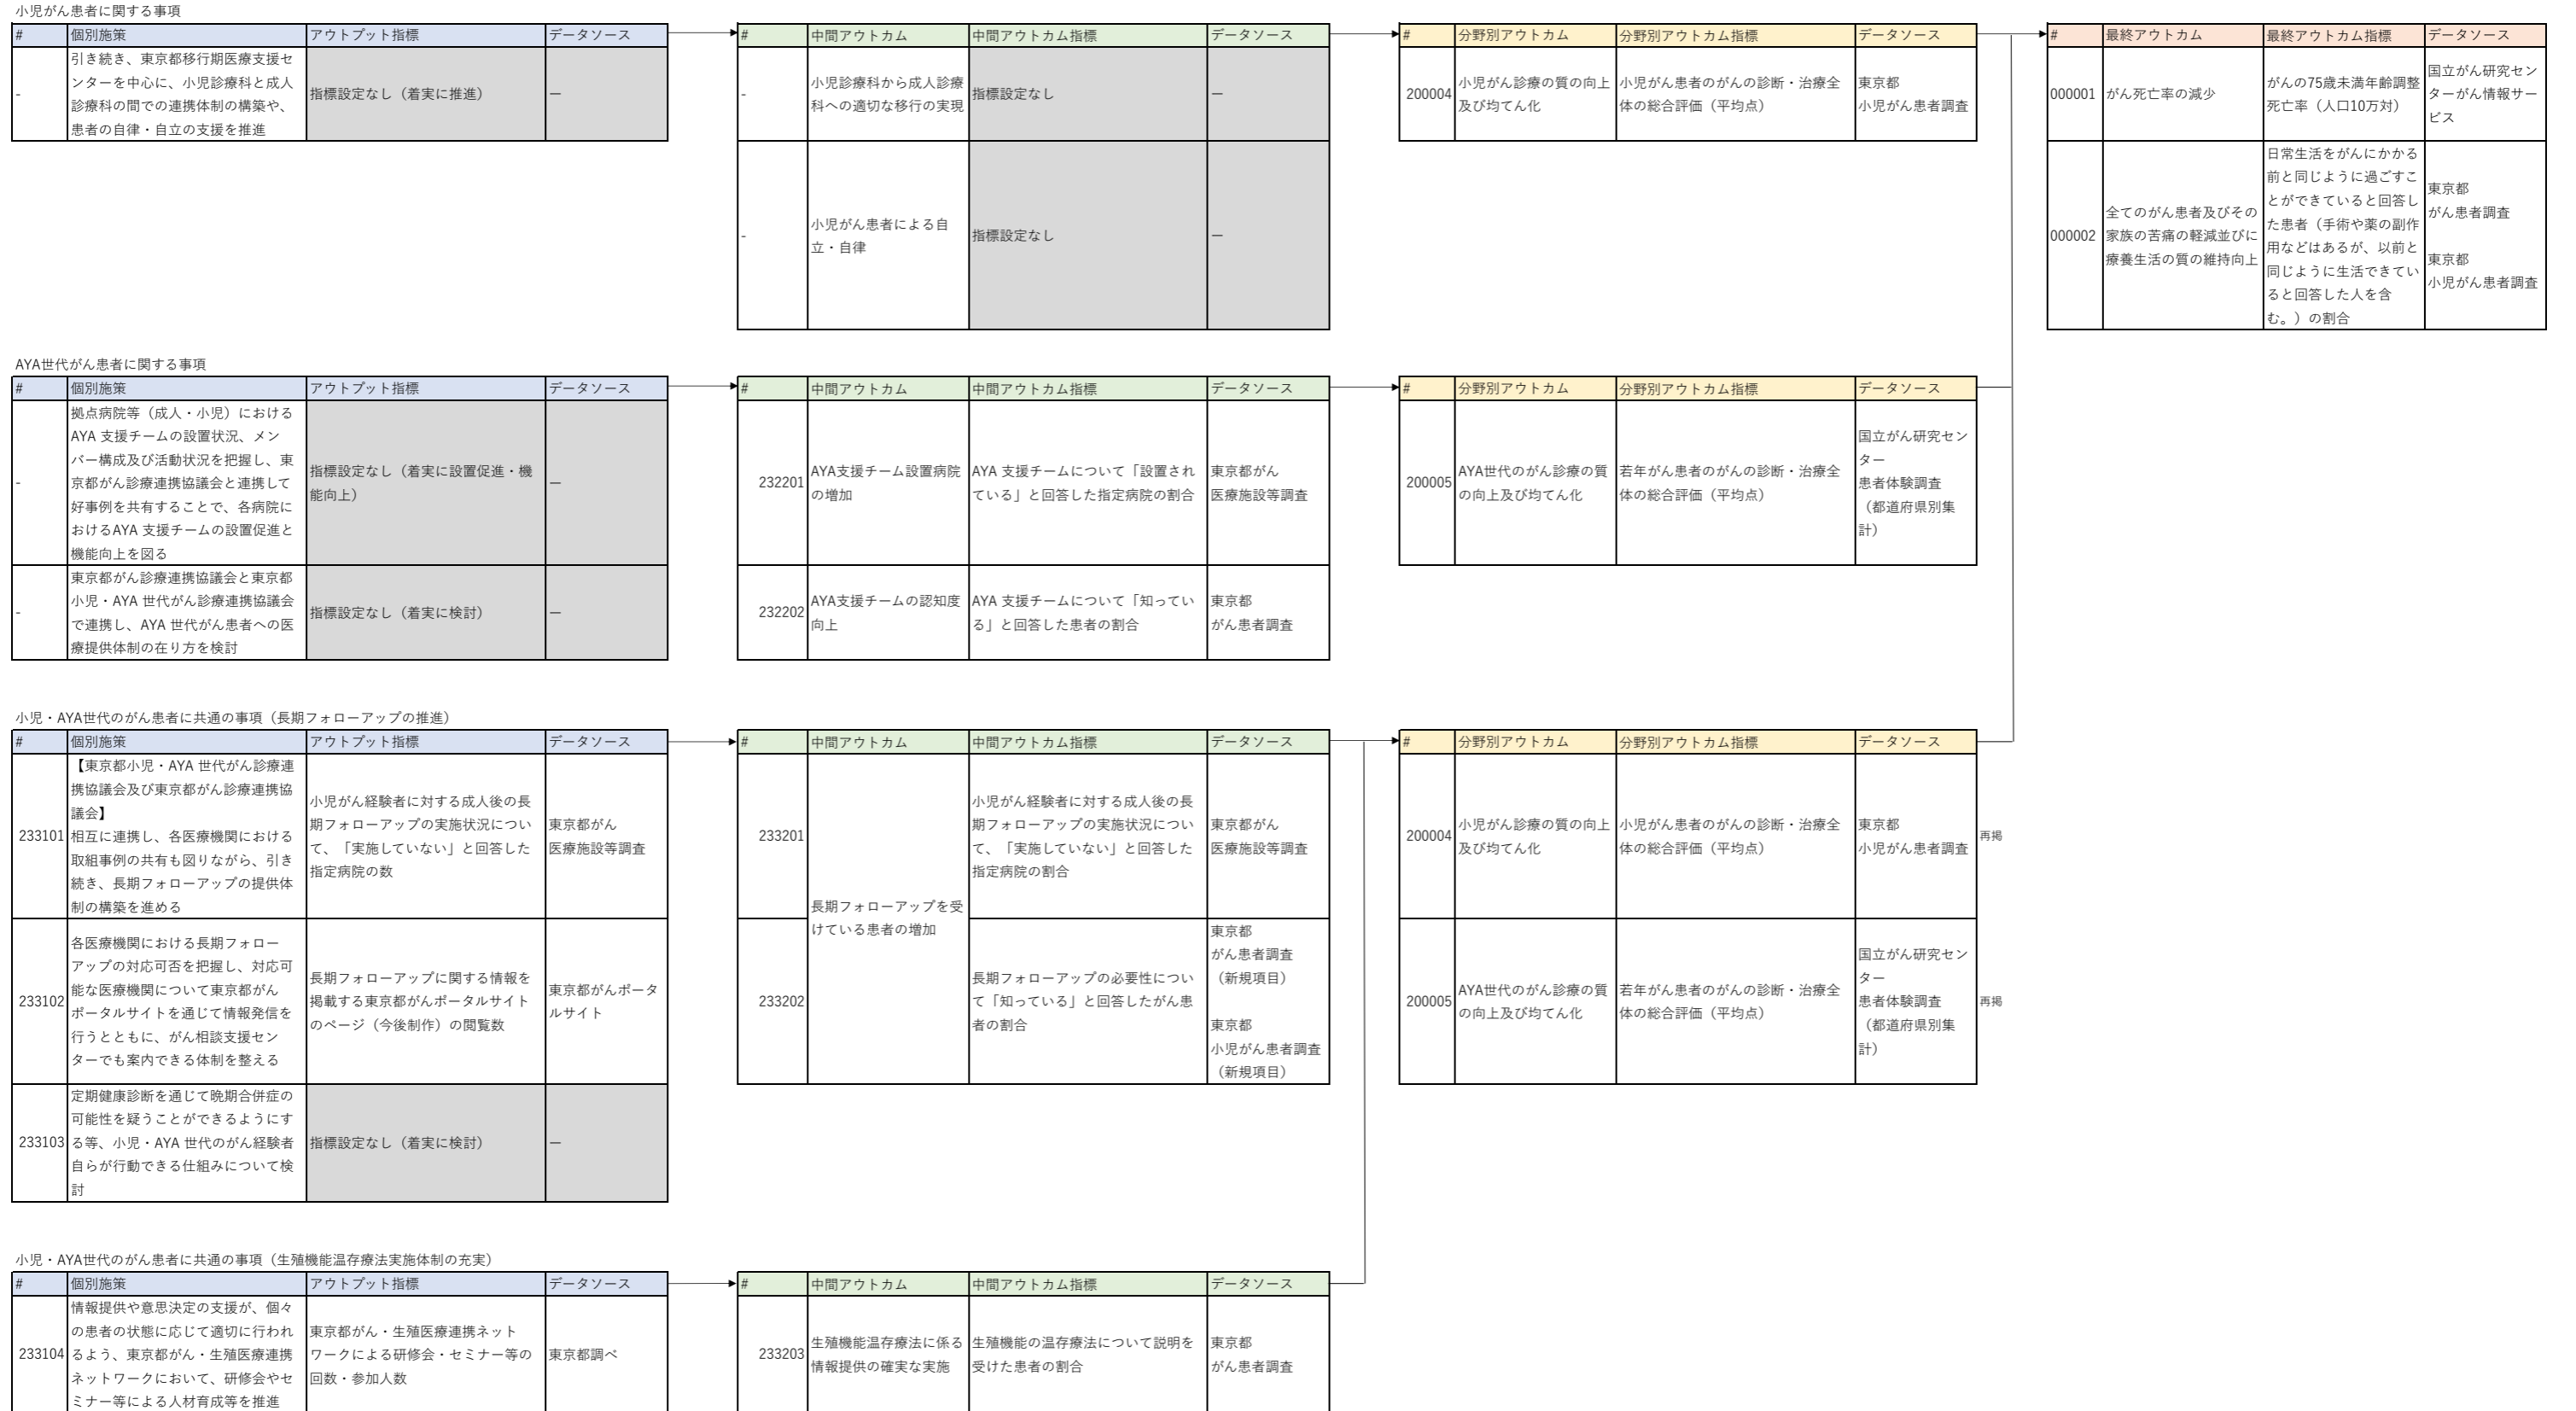 小児がん患者に関する事項
#
個別施策
アウトプット指標
データソース
-
引き続き、東京都移行期医療支援セ
ンターを中心に、小児診療科と成人
診療科の間での連携体制の構築や、
患者の自律・自立の支援を推進
指標設定なし（着実に推進）
ー
#
中間アウトカム
中間アウトカム指標
データソース
-
小児診療科から成人診療
科への適切な移行の実現
指標設定なし
ー
-
小児がん患者による自
立・自律
指標設定なし
ー
#
分野別アウトカム
分野別アウトカム指標
データソース
200004
小児がん診療の質の向上
及び均てん化
小児がん患者のがんの診断・治療全
体の総合評価（平均点）
東京都
小児がん患者調査
#
最終アウトカム
最終アウトカム指標
データソース
000001
がん死亡率の減少
がんの75歳未満年齢調整
死亡率（人口10万対）
国立がん研究セン
ターがん情報サー
ビス
000002
全てのがん患者及びその
家族の苦痛の軽減並びに
療養生活の質の維持向上
日常生活をがんにかかる
前と同じように過ごすこ
とができていると回答し
た患者（手術や薬の副作
用などはあるが、以前と
同じように生活できてい
ると回答した人を含
む。）の割合
東京都
がん患者調査
東京都
小児がん患者調査
AYA世代がん患者に関する事項
#
個別施策
アウトプット指標
データソース
-
拠点病院等（成人・小児）における
AYA 支援チームの設置状況、メン
バー構成及び活動状況を把握し、東
京都がん診療連携協議会と連携して
好事例を共有することで、各病院に
おけるAYA 支援チームの設置促進と
機能向上を図る
指標設定なし（着実に設置促進・機
能向上）
ー
-
東京都がん診療連携協議会と東京都
小児・AYA 世代がん診療連携協議会
で連携し、AYA 世代がん患者への医
療提供体制の在り方を検討
指標設定なし（着実に検討）
ー
#
中間アウトカム
中間アウトカム指標
データソース
232201
AYA支援チーム設置病院
の増加
AYA 支援チームについて「設置され
ている」と回答した指定病院の割合
東京都がん
医療施設等調査
232202
AYA支援チームの認知度
向上
AYA 支援チームについて「知ってい
る」と回答した患者の割合
東京都
がん患者調査
#
分野別アウトカム
分野別アウトカム指標
データソース
200005
AYA世代のがん診療の質
の向上及び均てん化
若年がん患者のがんの診断・治療全
体の総合評価（平均点）
国立がん研究セン
ター
患者体験調査
（都道府県別集
計）
小児・AYA世代のがん患者に共通の事項（長期フォローアップの推進）
#
個別施策
アウトプット指標
データソース
233101
【東京都小児・AYA 世代がん診療連
携協議会及び東京都がん診療連携協
議会】
相互に連携し、各医療機関における
取組事例の共有も図りながら、引き
続き、長期フォローアップの提供体
制の構築を進める
小児がん経験者に対する成人後の長
期フォローアップの実施状況につい
て、「実施していない」と回答した
指定病院の数
東京都がん
医療施設等調査
233102
各医療機関における長期フォロー
アップの対応可否を把握し、対応可
能な医療機関について東京都がん
ポータルサイトを通じて情報発信を
行うとともに、がん相談支援セン
ターでも案内できる体制を整える
長期フォローアップに関する情報を
掲載する東京都がんポータルサイト
のページ（今後制作）の閲覧数
東京都がんポータ
ルサイト
233103
定期健康診断を通じて晩期合併症の
可能性を疑うことができるようにす
る等、小児・AYA 世代のがん経験者
自らが行動できる仕組みについて検
討
指標設定なし（着実に検討）
ー
#
中間アウトカム
中間アウトカム指標
データソース
233201
長期フォローアップを受
けている患者の増加
小児がん経験者に対する成人後の長
期フォローアップの実施状況につい
て、「実施していない」と回答した
指定病院の割合
東京都がん
医療施設等調査
233202
長期フォローアップの必要性につい
て「知っている」と回答したがん患
者の割合
東京都
がん患者調査
（新規項目）
東京都
小児がん患者調査
（新規項目）
#
分野別アウトカム
分野別アウトカム指標
データソース
200004
小児がん診療の質の向上
及び均てん化
小児がん患者のがんの診断・治療全
体の総合評価（平均点）
東京都
小児がん患者調査
再掲
200005
AYA世代のがん診療の質
の向上及び均てん化
若年がん患者のがんの診断・治療全
体の総合評価（平均点）
国立がん研究セン
ター
患者体験調査
（都道府県別集
計）
再掲
小児・AYA世代のがん患者に共通の事項（生殖機能温存療法実施体制の充実）
#
個別施策
アウトプット指標
データソース
233104
情報提供や意思決定の支援が、個々
の患者の状態に応じて適切に行われ
るよう、東京都がん・生殖医療連携
ネットワークにおいて、研修会やセ
ミナー等による人材育成等を推進
東京都がん・生殖医療連携ネット
ワークによる研修会・セミナー等の
回数・参加人数
東京都調べ
#
中間アウトカム
中間アウトカム指標
データソース
233203
生殖機能温存療法に係る
情報提供の確実な実施
生殖機能の温存療法について説明を
受けた患者の割合
東京都
がん患者調査